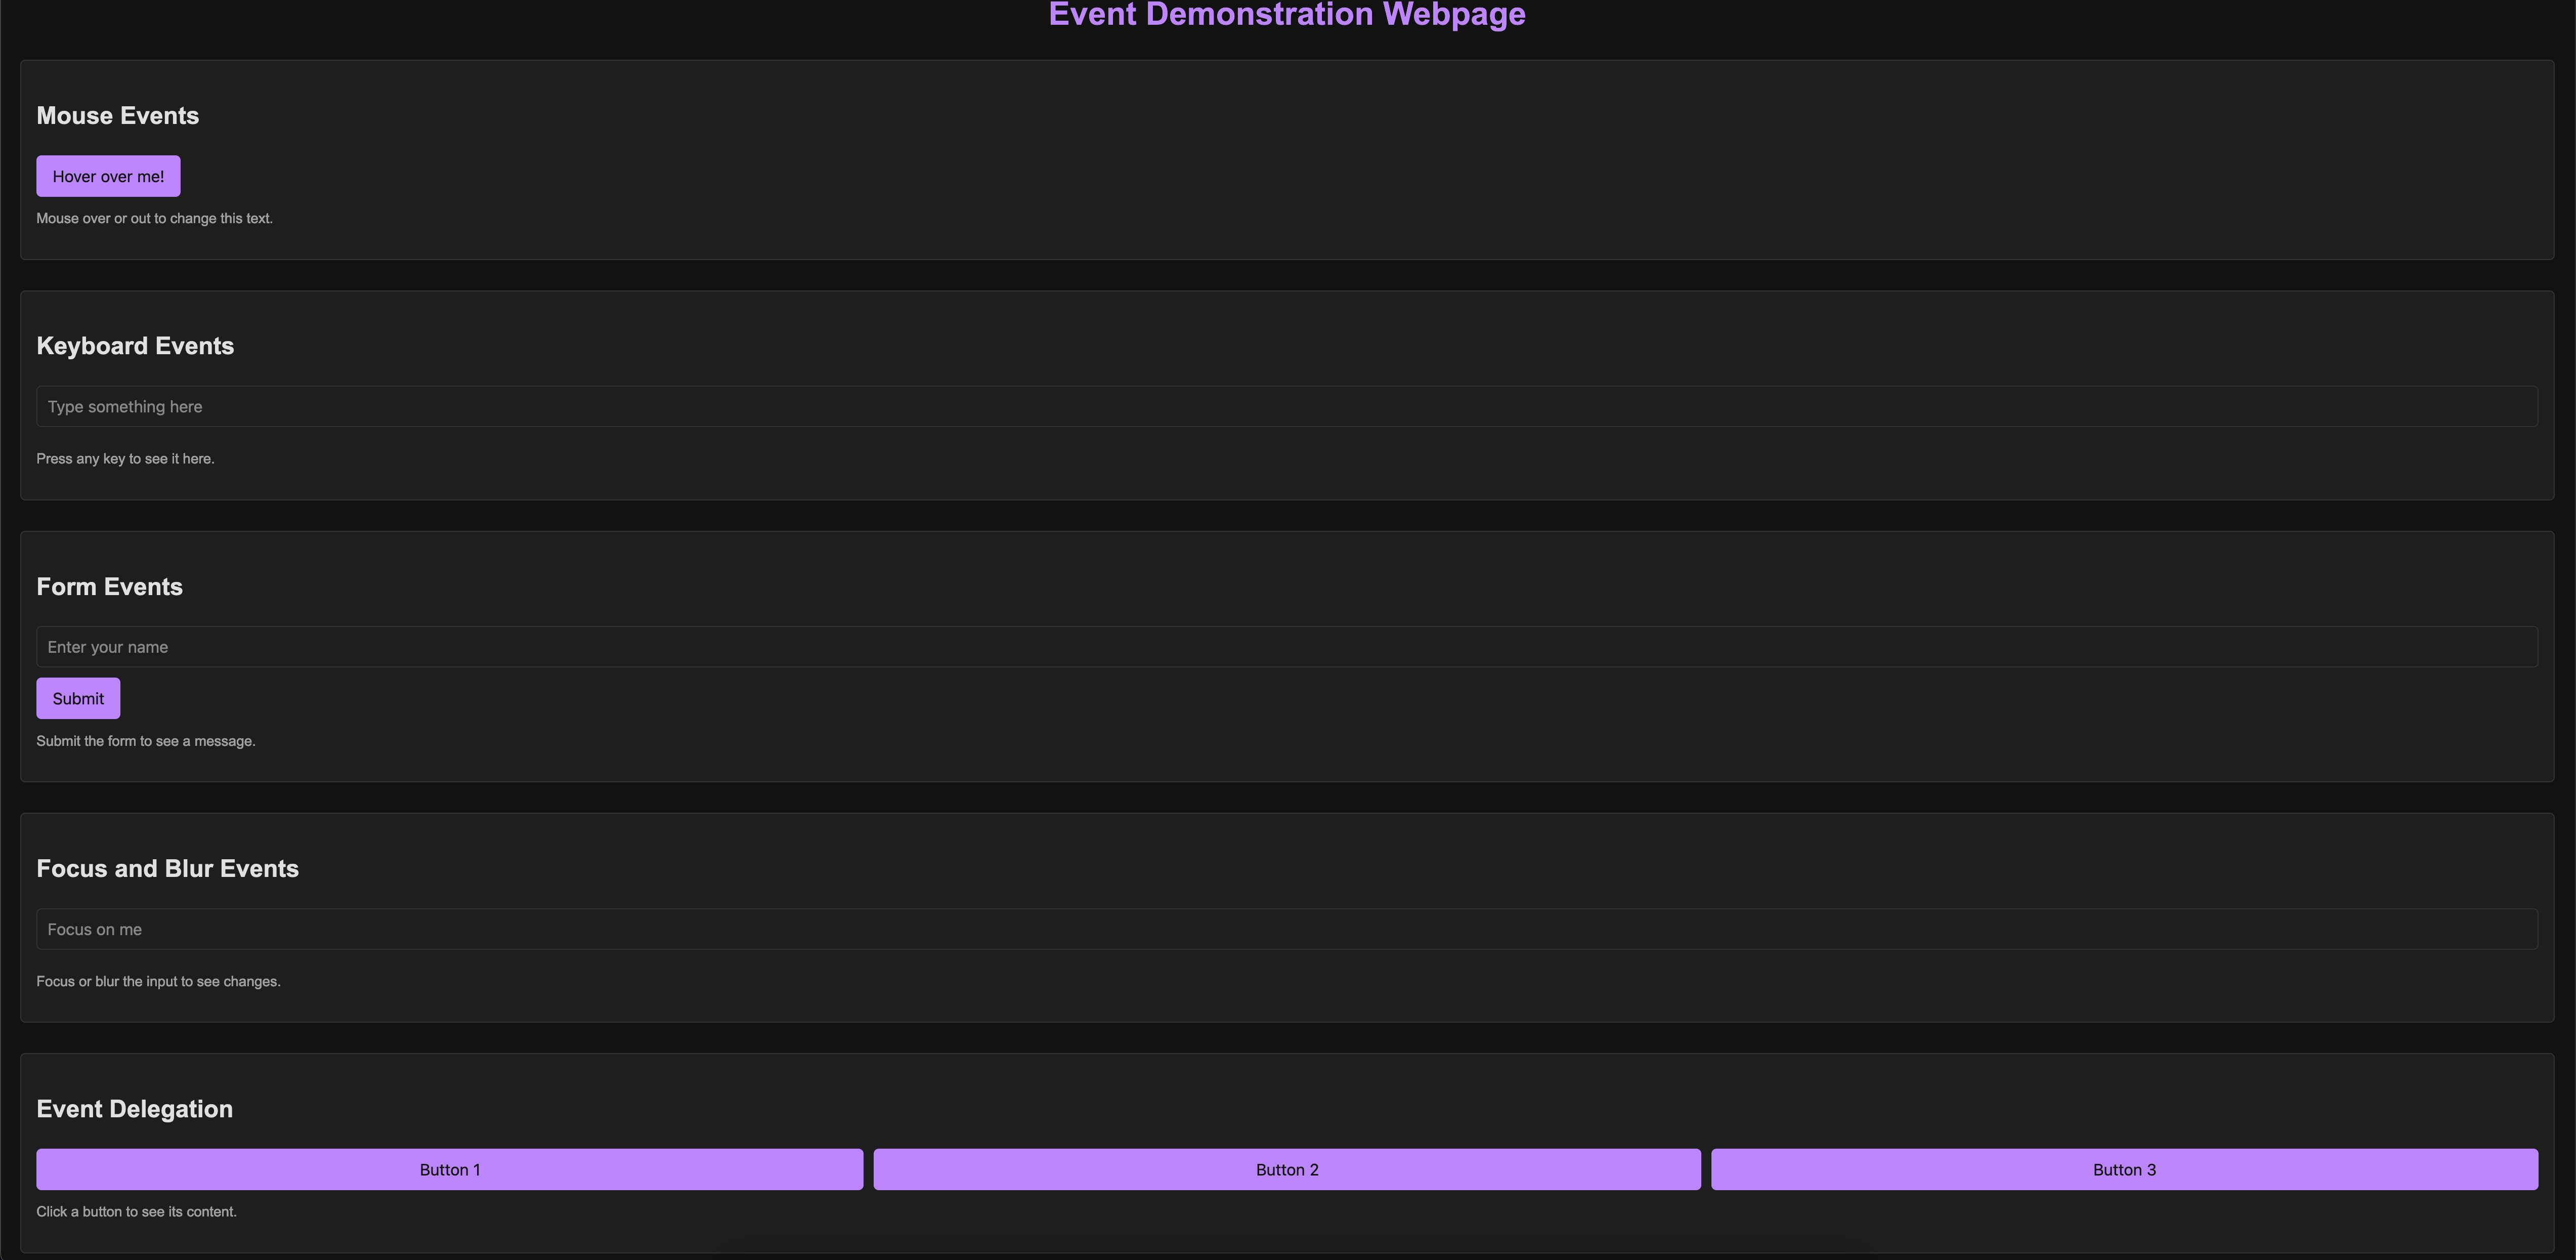 Event Demonstration Webpage
Mouse Events
Hover over me!
Mouse over or out to change this text.
Keyboard Events
Type something here
Press any key to see it here.
Form Events
Enter your name
Submit
Submit the form to see a message.
Focus and Blur Events
Focus on me
Focus or blur the input to see changes.
Event Delegation
Button 1 Button 2 Button 3
Click a button to see its content.